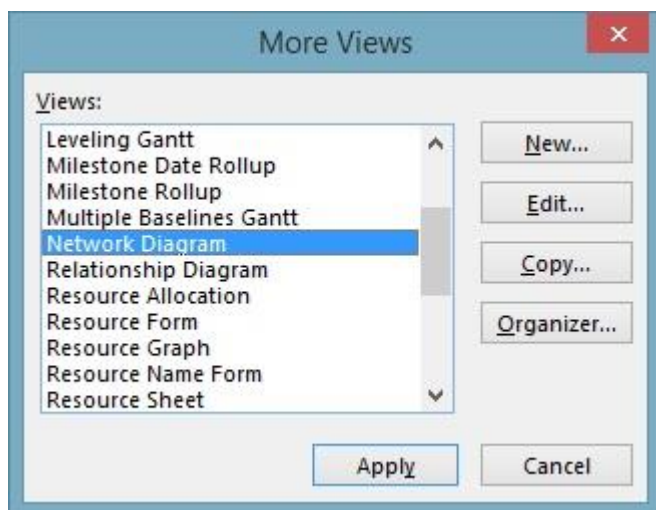 More Views
Views:
Leveling Gantt
Milestone Date Rollup
Milestone Rollup
Multiple Baselines Gantt
Network Diagram
Relationship Diagram
Resource Allocation
Resource Form
Resource Graph
Resource Name Form
Resource Sheet
New...
Edit...
Copy...
Organizer...
Apply
Cancel